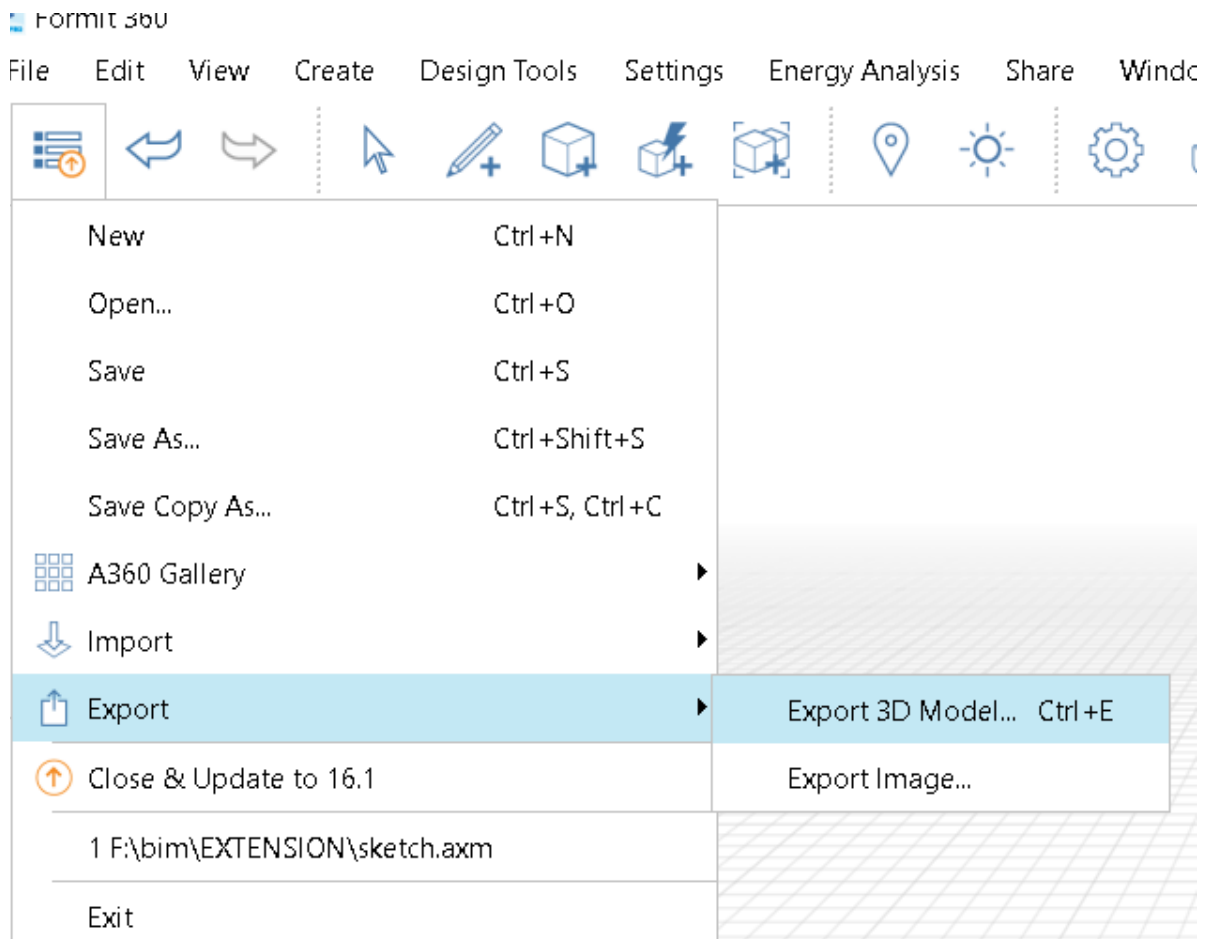 Formit 360
File Edit View Create Design Tools Settings Energy Analysis Share
New Ctrl+N
Open... Ctrl+O
Save Ctrl+S
Save As... Ctrl+Shift+S
Save Copy As... Ctrl+S, Ctrl+C
A360 Gallery
Import
Export Export 3D Model... Ctrl+E
Close & Update to 16.1 Export Image...
1 F:\bim\EXTENSION\sketch.axm
Exit